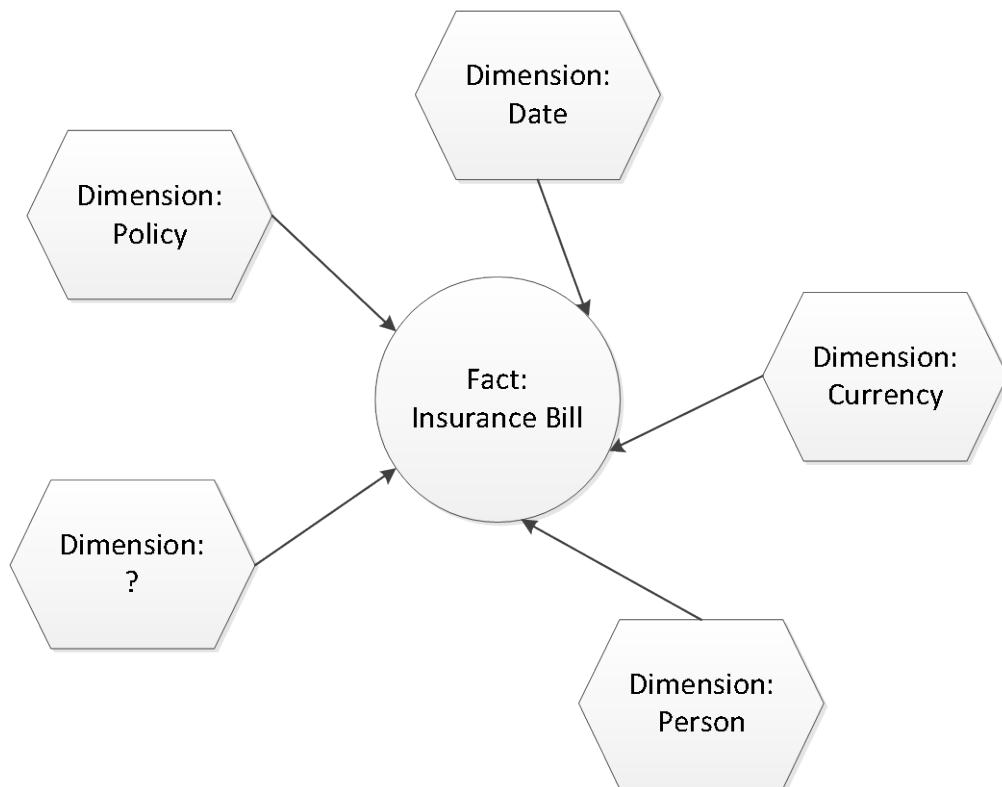 Dimension:
Date
Dimension:
Policy
Dimension:
Currency
Fact:
Insurance Bill
Dimension:
?
Dimension:
Person